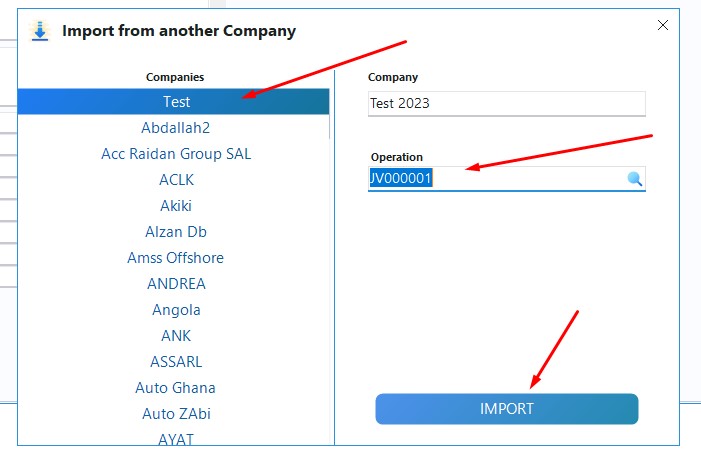 Import from another Company
Companies
Test
Abdallah2
Acc Raidan Group SAL
ACLK
Akiki
Alzan Db
Amss Offshore
ANDREA
Angola
ANK
ASSARL
Auto Ghana
Auto ZAbi
AYAT
Company
Test 2023
Operation
JV000001
IMPORT